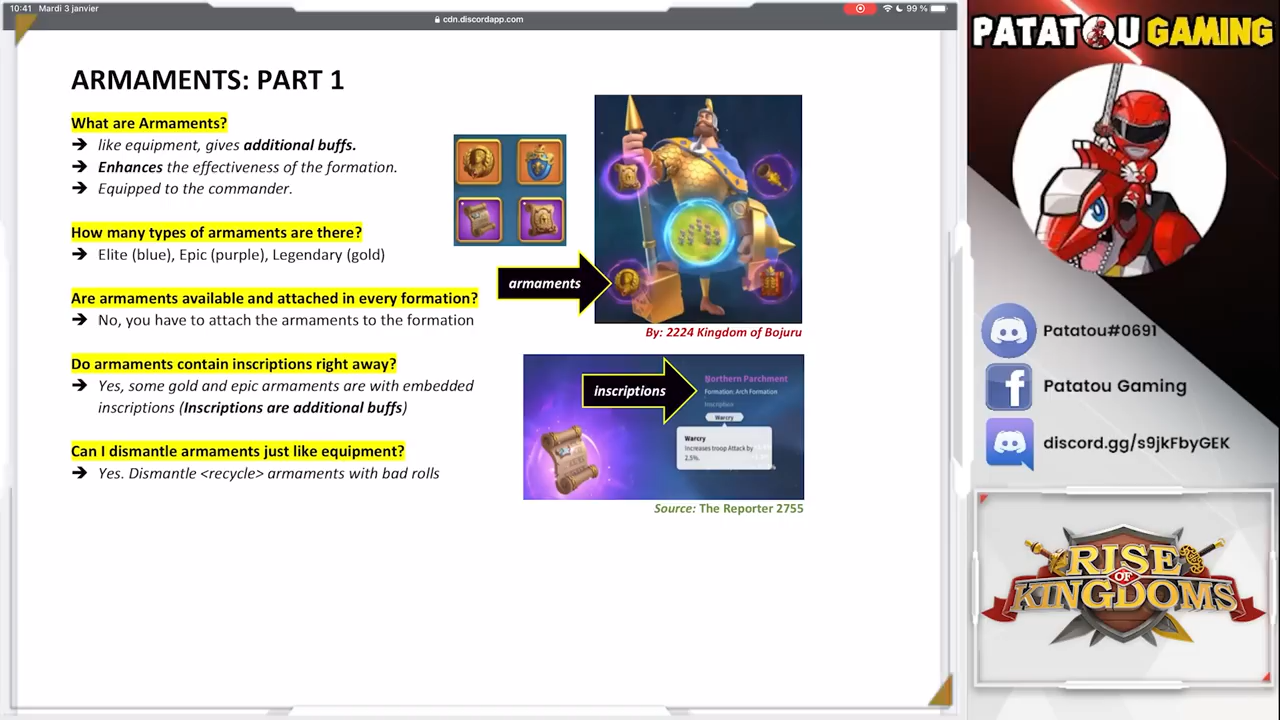 10:41 Mardi 3 janvier
99 %
cdn.discordapp.com
ARMAMENTS: PART 1
What are Armaments?
➔ like equipment, gives additional buffs.
➔ Enhances the effectiveness of the formation.
➔ Equipped to the commander.
How many types of armaments are there?
➔ Elite (blue), Epic (purple), Legendary (gold)
Are armaments available and attached in every formation?
➔ No, you have to attach the armaments to the formation
Do armaments contain inscriptions right away?
➔ Yes, some gold and epic armaments are with embedded
inscriptions (Inscriptions are additional buffs)
Can I dismantle armaments just like equipment?
➔ Yes. Dismantle <recycle> armaments with bad rolls
armaments
By: 2224 Kingdom of Bojuru
inscriptions
Northern Parchment
Formation: Arch Formation
Inscription
Warcry
Warcry
Increases troop Attack by
2.5%.
Source: The Reporter 2755
PATATOU GAMING
Patatou#0691
Patatou Gaming
discord.gg/s9jkFbyGEK
RISE
OF
KINGDOMS